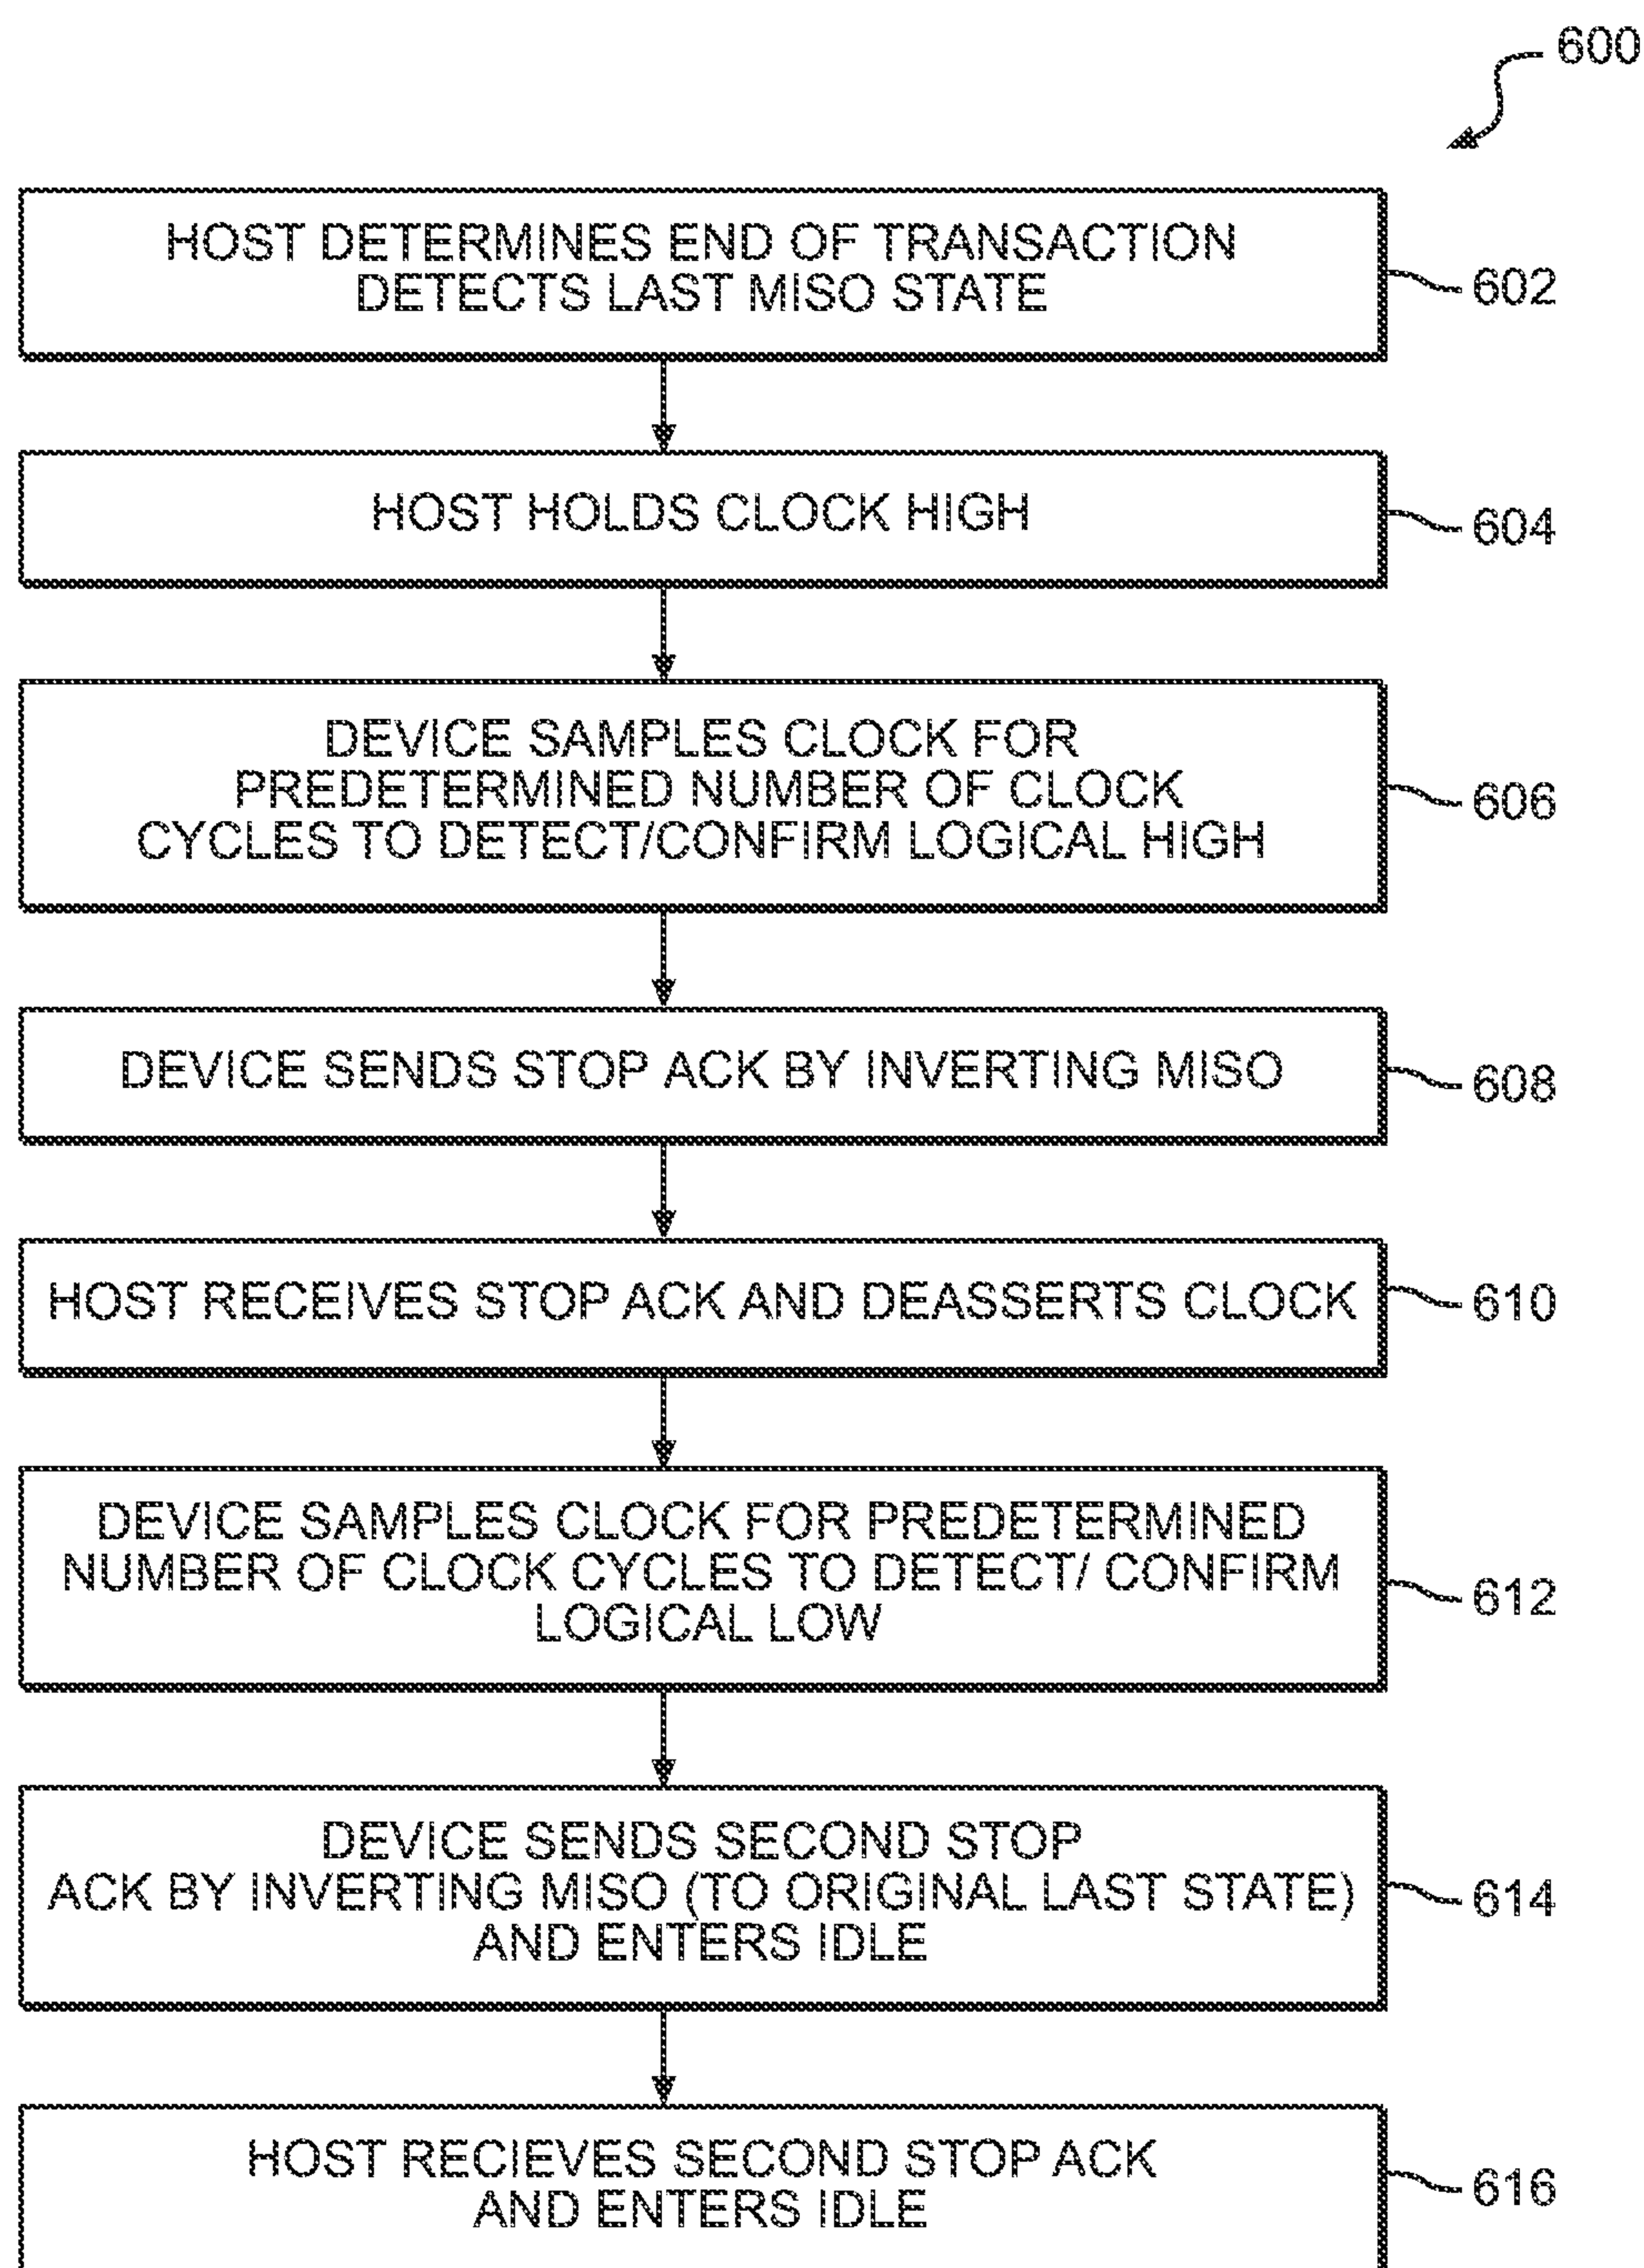 600
HOST DETERMINES END OF TRANSACTION
DETECTS LAST MISO STATE
602
HOST HOLDS CLOCK HIGH
604
DEVICE SAMPLES CLOCK FOR
PREDETERMINED NUMBER OF CLOCK
CYCLES TO DETECT/CONFIRM LOGICAL HIGH
606
DEVICE SENDS STOP ACK BY INVERTING MISO
608
HOST RECEIVES STOP ACK AND DEASSERTS CLOCK
610
DEVICE SAMPLES CLOCK FOR PREDETERMINED
NUMBER OF CLOCK CYCLES TO DETECT/ CONFIRM
LOGICAL LOW
612
DEVICE SENDS SECOND STOP
ACK BY INVERTING MISO (TO ORIGINAL LAST STATE)
AND ENTERS IDLE
614
HOST RECIEVES SECOND STOP ACK
AND ENTERS IDLE
616